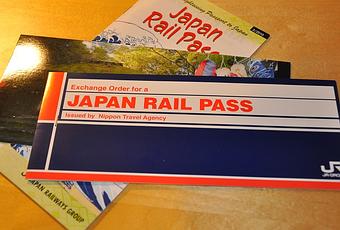 Japan
Rail Pass
Exchange Order for a
JAPAN RAIL PASS
Issued by Nippon Travel Agency
JR
JAPAN RAILWAYS GROUP